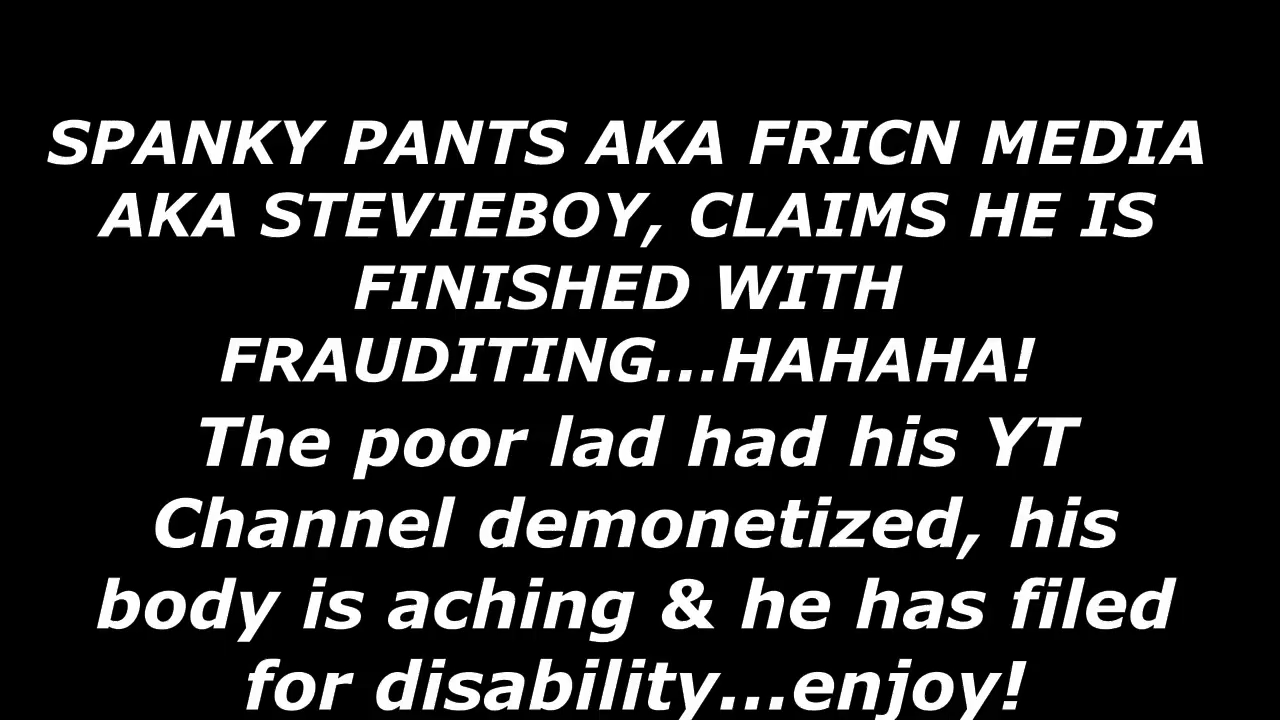 SPANKY PANTS AKA FRICN MEDIA
AKA STEVIEBOY, CLAIMS HE IS
FINISHED WITH
FRAUDITING...HAHAHA!
The poor lad had his YT
Channel demonetized, his
body is aching & he has filed
for disability...enjoy!